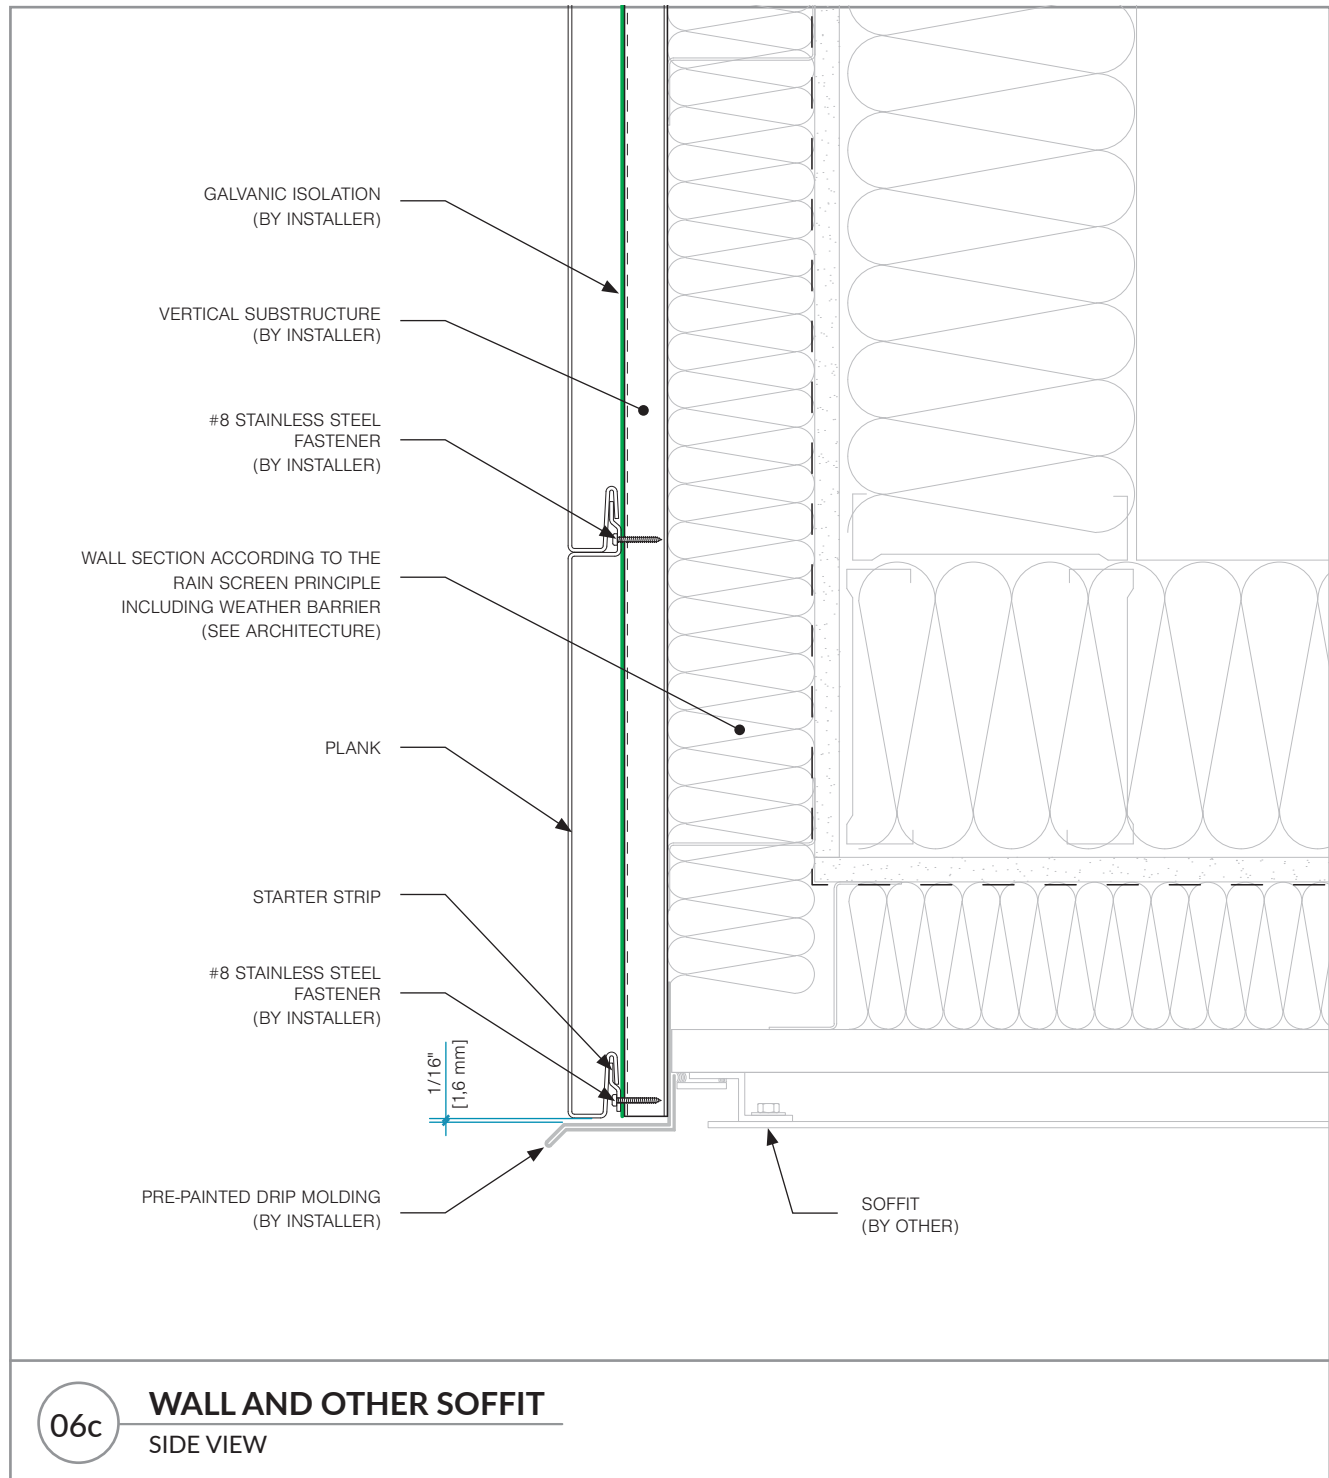 GALVANIC ISOLATION
(BY INSTALLER)
VERTICAL SUBSTRUCTURE
(BY INSTALLER)
#8 STAINLESS STEEL
FASTENER
(BY INSTALLER)
WALL SECTION ACCORDING TO THE
RAIN SCREEN PRINCIPLE
INCLUDING WEATHER BARRIER
(SEE ARCHITECTURE)
PLANK
STARTER STRIP
#8 STAINLESS STEEL
FASTENER
(BY INSTALLER)
1/16"
[1,6 mm]
PRE-PAINTED DRIP MOLDING
(BY INSTALLER)
SOFFIT
(BY OTHER)
06c
WALL AND OTHER SOFFIT
SIDE VIEW